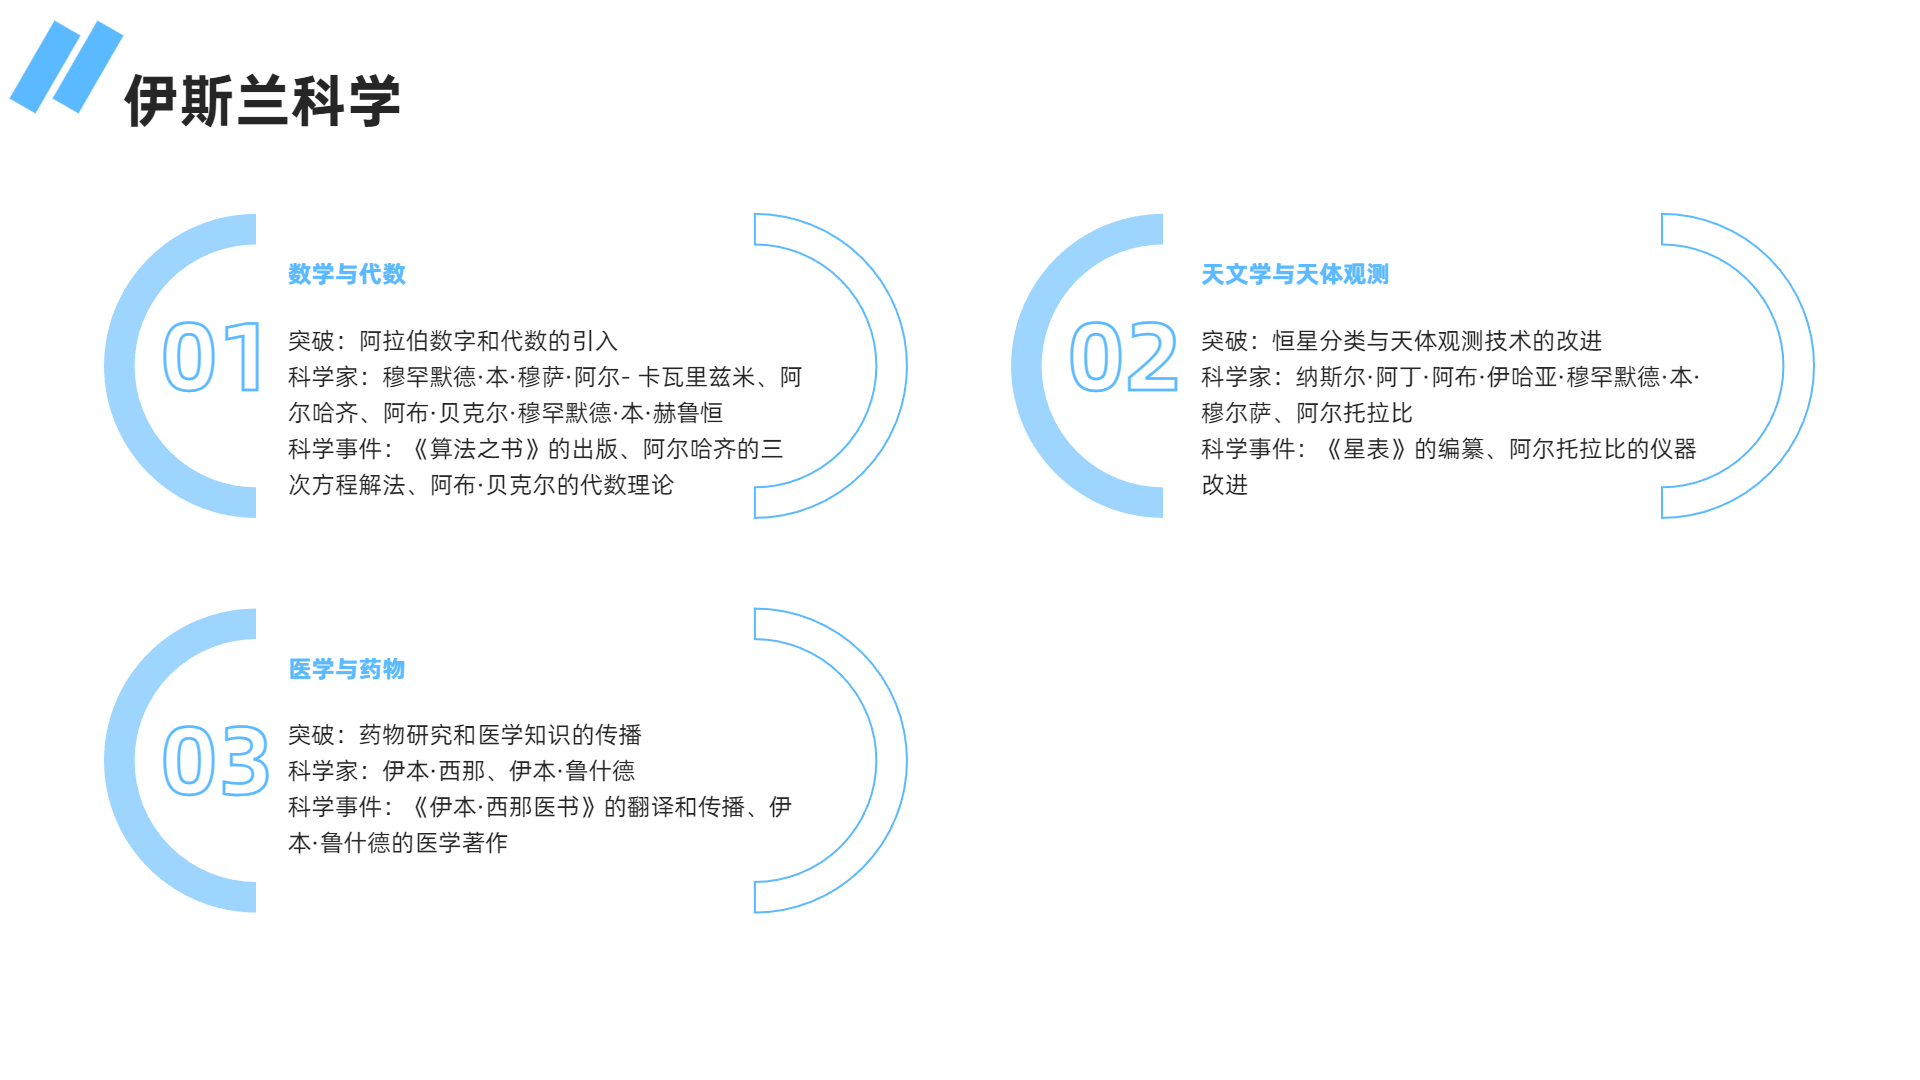 伊斯兰科学
数学与代数
01
突破：阿拉伯数字和代数的引入
科学家：穆罕默德·本·穆萨·阿尔- 卡瓦里兹米、阿
尔哈齐、阿布·贝克尔·穆罕默德·本·赫鲁恒
科学事件：《算法之书》的出版、阿尔哈齐的三
次方程解法、阿布·贝克尔的代数理论
天文学与天体观测
02
突破：恒星分类与天体观测技术的改进
科学家：纳斯尔·阿丁·阿布·伊哈亚·穆罕默德·本·
穆尔萨、阿尔托拉比
科学事件：《星表》的编纂、阿尔托拉比的仪器
改进
医学与药物
03
突破：药物研究和医学知识的传播
科学家：伊本·西那、伊本·鲁什德
科学事件：《伊本·西那医书》的翻译和传播、伊
本·鲁什德的医学著作